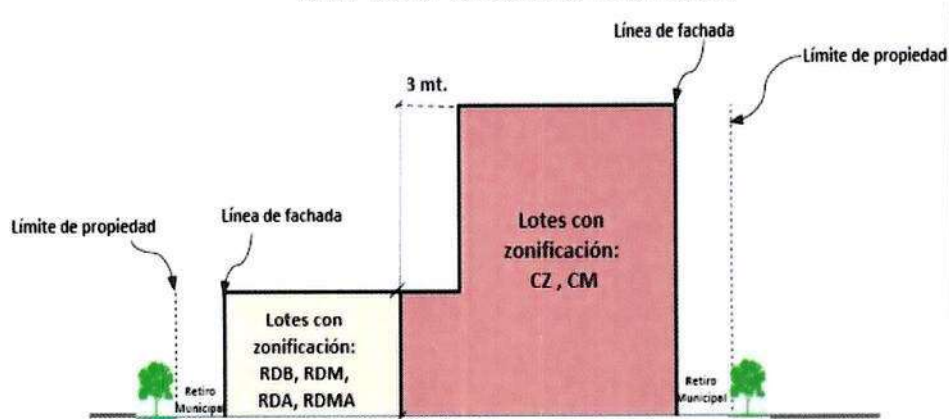 Línea de fachada
Límite de propiedad
3 mt.
Límite de propiedad
Línea de fachada
Lotes con
zonificación:
CZ , CM
Lotes con
zonificación:
RDB, RDM,
RDA, RDMA
Retiro
Municipal
Retiro
Municipal